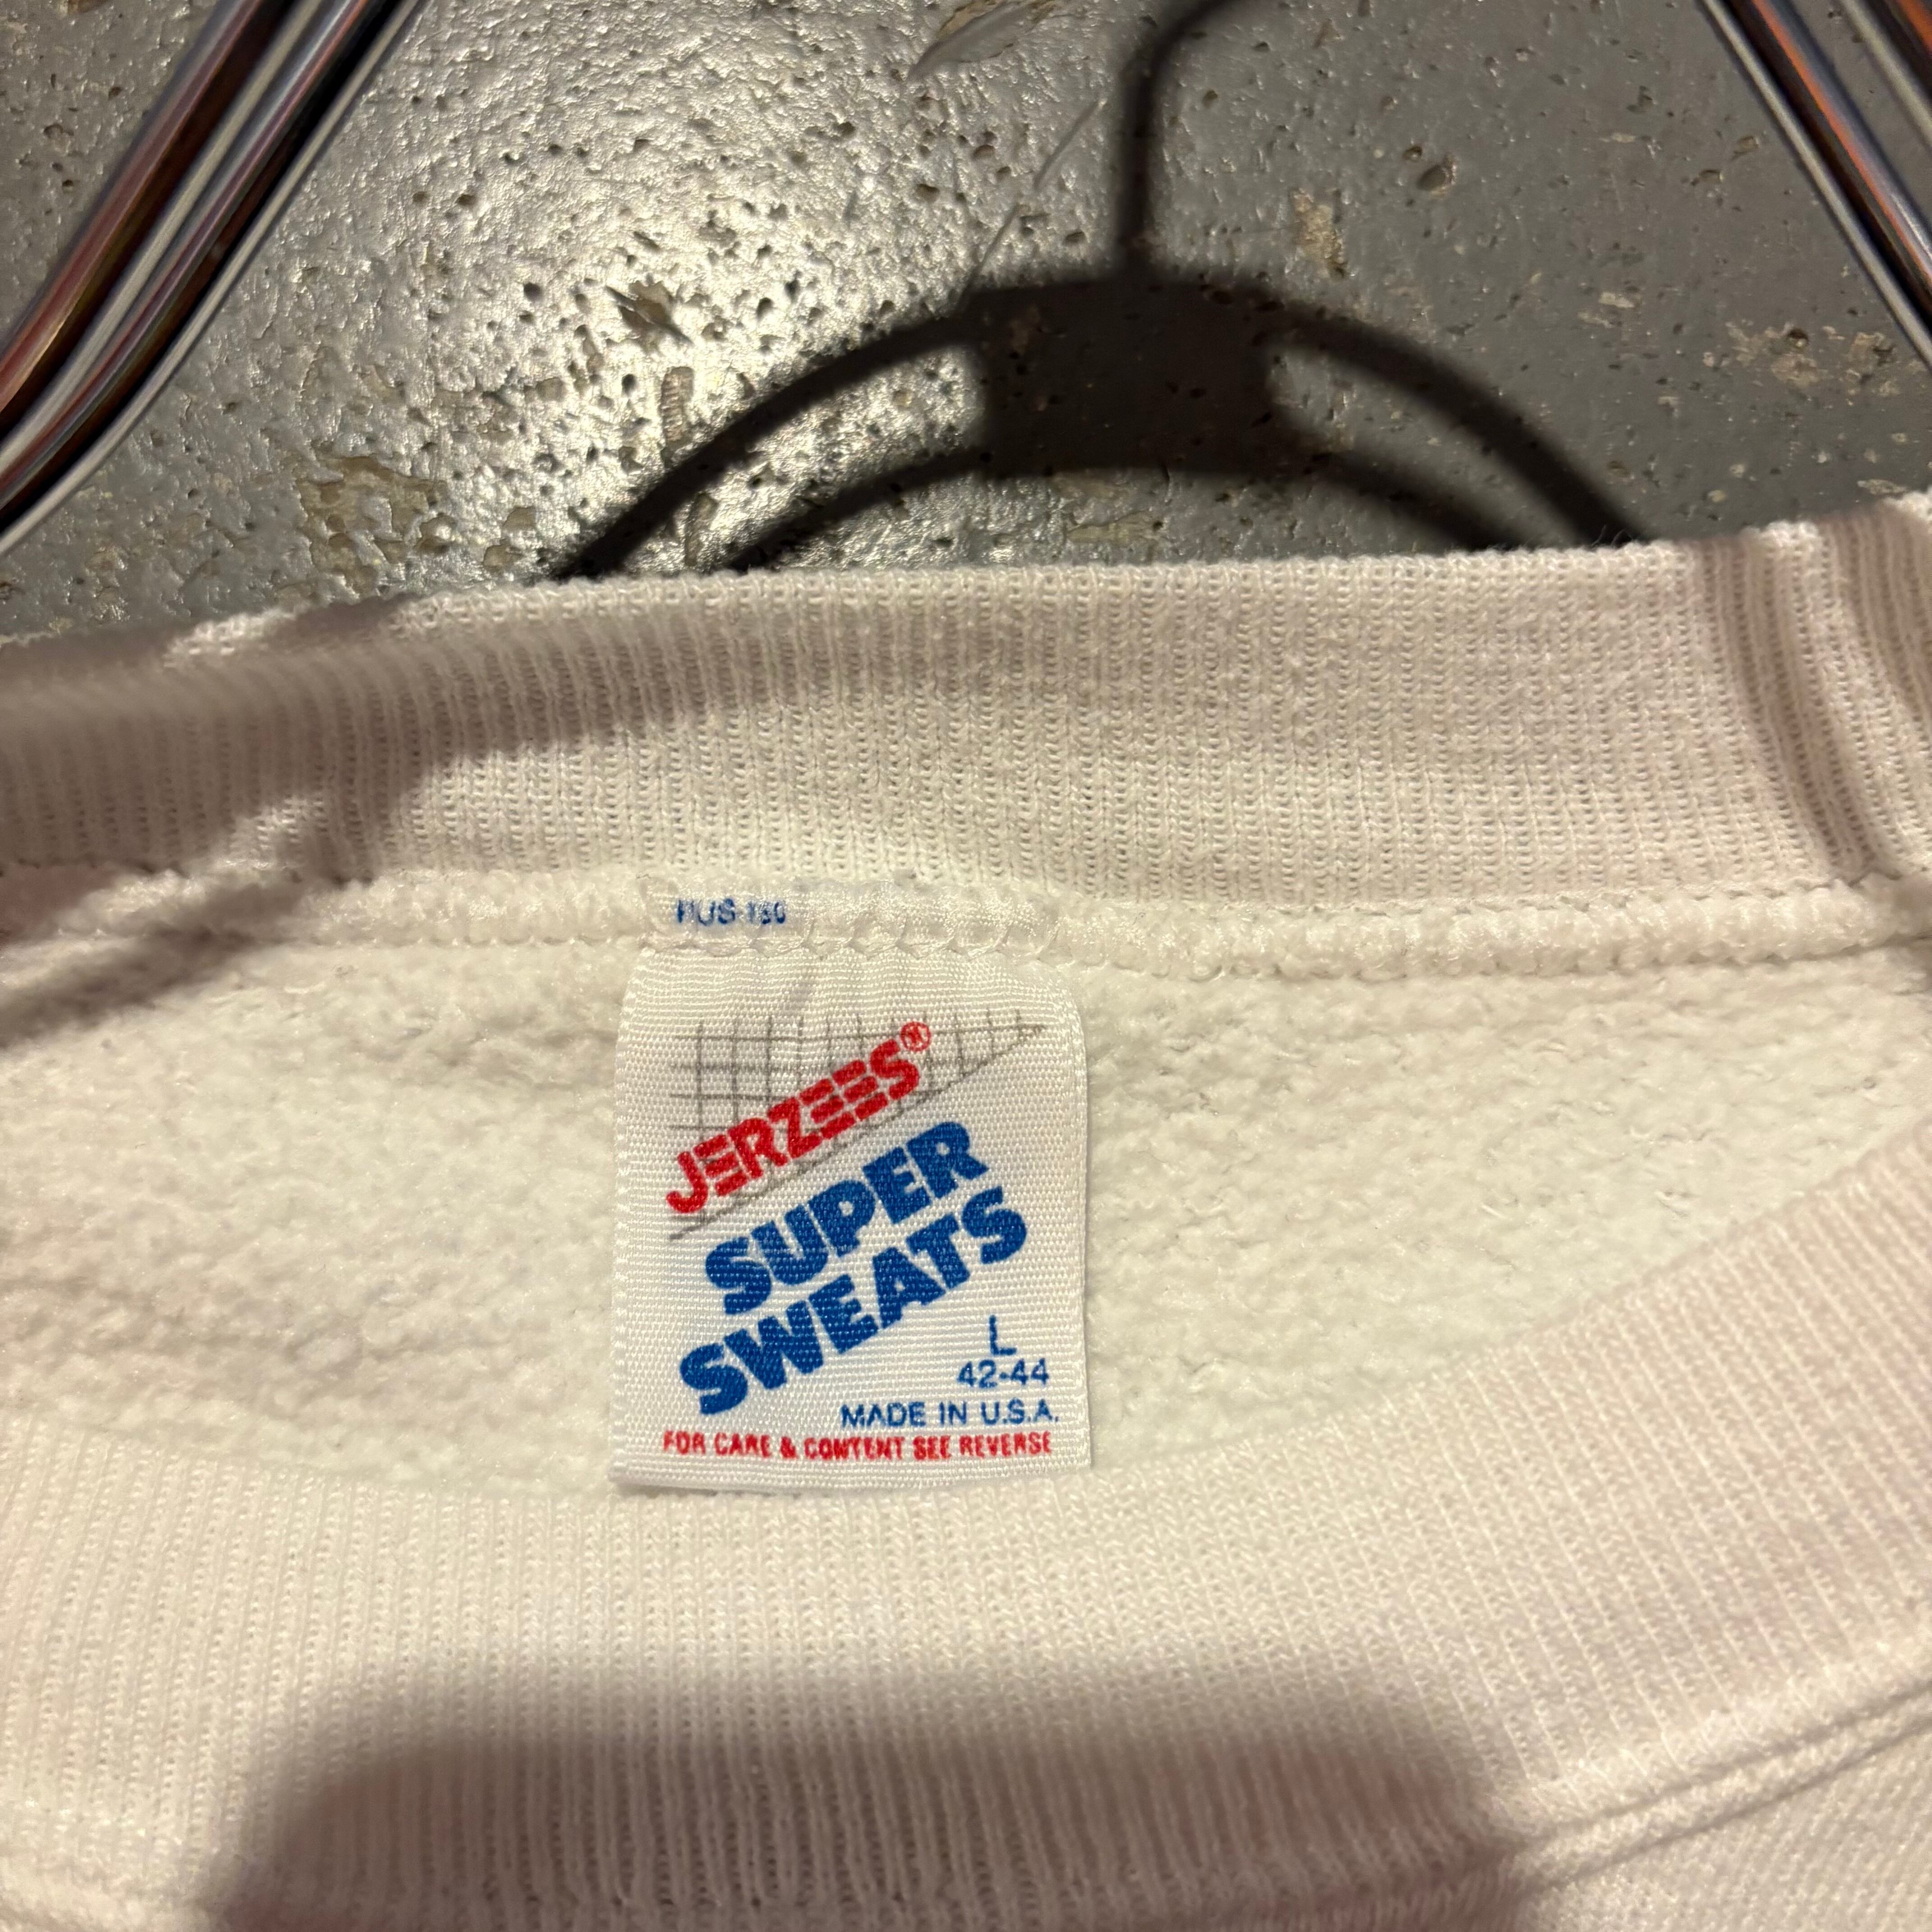 JERZEES®
SUPER
SWEATS
L
42-44
MADE IN U.S.A.
FOR CARE & CONTENT SEE REVERSE